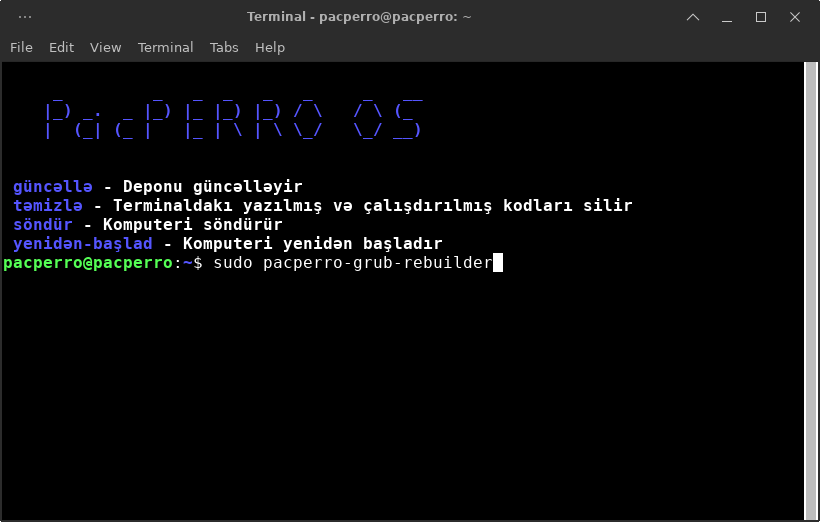 Terminal - pacperro@pacperro: ~
File Edit View Terminal Tabs Help
PacPERRO OS
güncəllə - Deponu güncəlləyir
təmizlə - Terminaldakı yazılmış və çalışdırılmış kodları silir
söndür - Komputeri söndürür
yenidən-başlad - Komputeri yenidən başladır
pacperro@pacperro:~$ sudo pacperro-grub-rebuilder